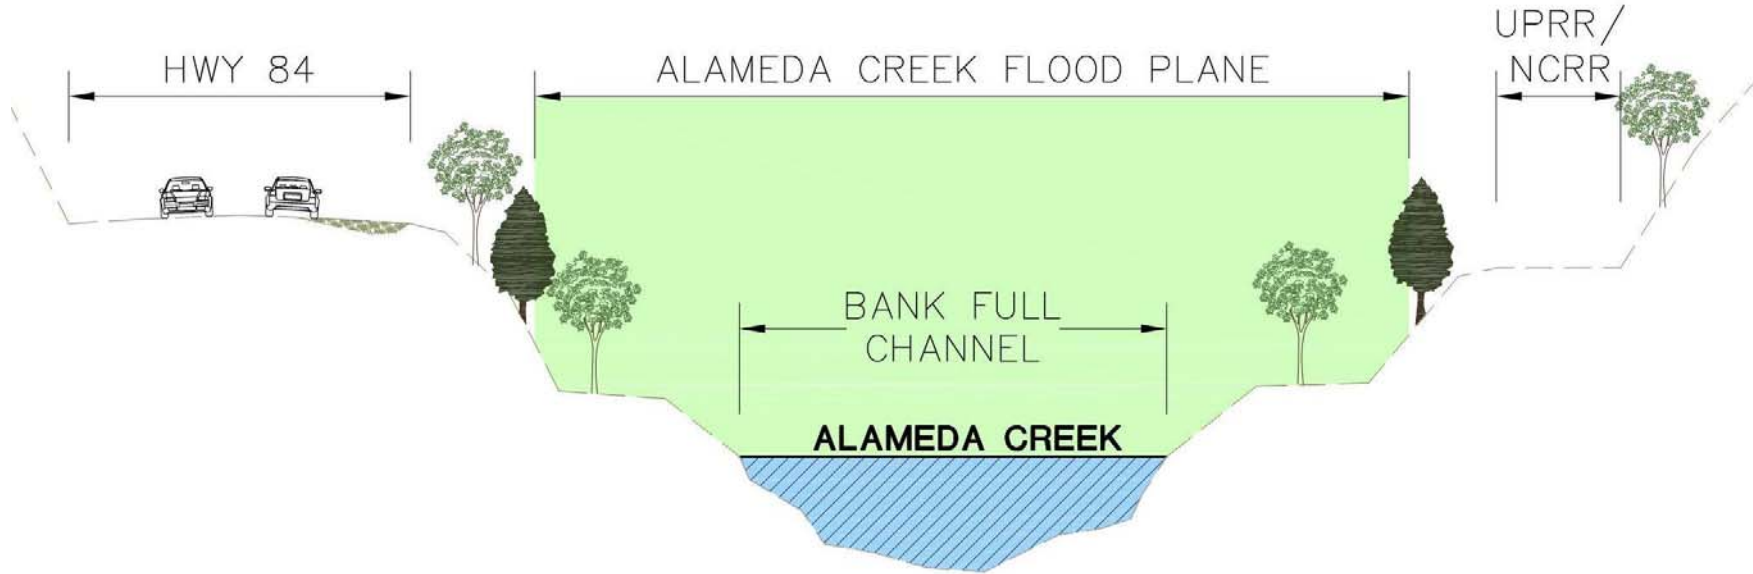 HWY 84
ALAMEDA CREEK FLOOD PLANE
UPRR/
NCRR
BANK FULL
CHANNEL
ALAMEDA CREEK